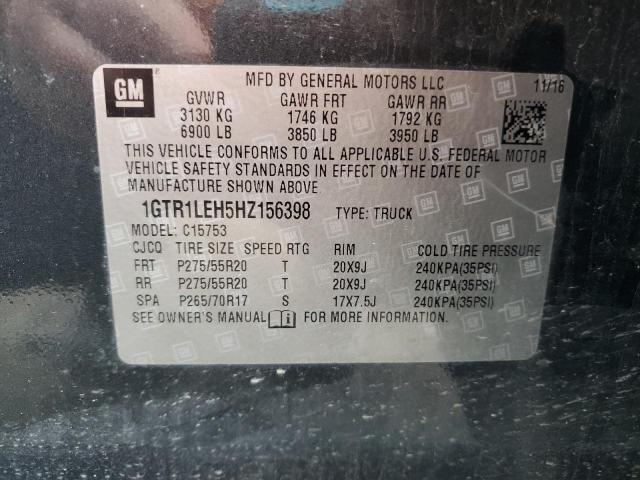 GM
MFD BY GENERAL MOTORS LLC 11/16
GVWR GAWR FRT GAWR RR
3130 KG 1746 KG 1792 KG
6900 LB 3850 LB 3950 LB
THIS VEHICLE CONFORMS TO ALL APPLICABLE U.S. FEDERAL MOTOR
VEHICLE SAFETY STANDARDS IN EFFECT ON THE DATE OF
MANUFACTURE SHOWN ABOVE
1GTR1LEH5HZ156398 TYPE: TRUCK
MODEL: C15753
CJCQ TIRE SIZE SPEED RTG RIM COLD TIRE PRESSURE
FRT P275/55R20 T 20X9J 240KPA(35PSI)
RR P275/55R20 T 20X9J 240KPA(35PSI)
SPA P265/70R17 S 17X7.5J 240KPA(35PSI)
SEE OWNER'S MANUAL i FOR MORE INFORMATION.